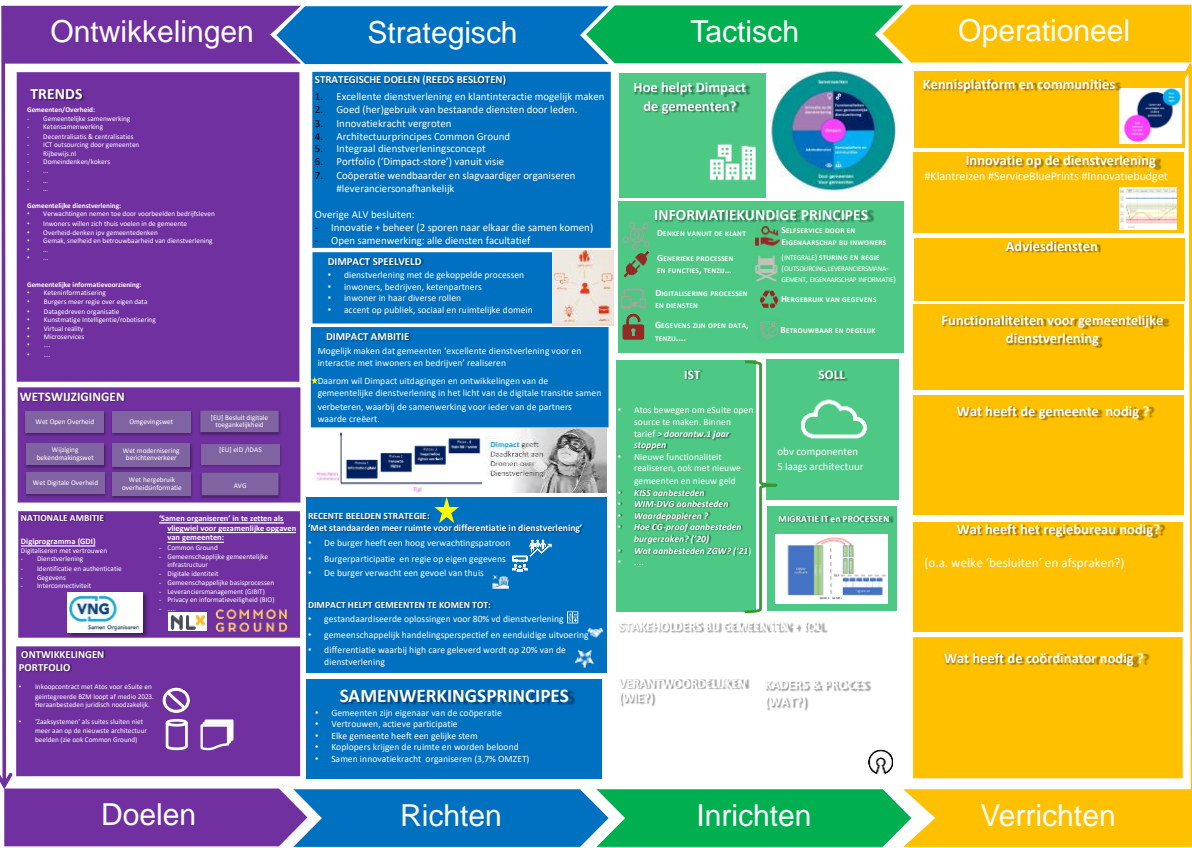 Ontwikkelingen
Strategisch
Tactisch
Operationeel
TRENDS
Gemeenten/Overheid:
- Gemeentelijke samenwerking
- Ketensamenwerking
- Decentralisatis & centralisaties
- ICT outsourcing door gemeenten
- Rijbewijs.nl
- Domeindenken/kokers
- ...
- ...
- ...
Gemeentelijke dienstverlening:
• Verwachtingen nemen toe door voorbeelden bedrijfsleven
• Inwoners willen zich thuis voelen in de gemeente
• Overheid-denken ipv gemeentedenken
• Gemak, snelheid en betrouwbaarheid van dienstverlening
• ...
• ...
Gemeentelijke informatievoorziening:
• Keteninformatisering
• Burgers meer regie over eigen data
• Datagedreven organisatie
• Kunstmatige Intelligentie/robotisering
• Virtual reality
• Microservices
• ....
• ....
WETSWIJZIGINGEN
Wet Open Overheid
Omgevingswet
[EU] Besluit digitale
toegankelijkheid
Wijziging
bekendmakingswet
Wet modernisering
berichtenverkeer
[EU] eID /IDAS
Wet Digitale Overheid
Wet hergebruik
overheidsinformatie
AVG
NATIONALE AMBITIE
Digiprogramma (GDI)
Digitaliseren met vertrouwen
- Dienstverlening
- Identificatie en authenticatie
- Gegevens
- Interconnectiviteit
VNG
Samen Organiseren
'Samen organiseren' in te zetten als
vliegwiel voor gezamenlijke opgaven
van gemeenten:
- Common Ground
- Gemeenschapplijke gemeentelijke
infrastructuur
- Digitale identiteit
- Gemeenschappelijke basisprocessen
- Leveranciersmanagement (GIBIT)
- Privacy en informatieveiligheid (BIO)
- ....
NLX
COMMON
GROUND
ONTWIKKELINGEN
PORTFOLIO
• Inkoopcontract met Atos voor eSuite en
geïntegreerde BZM loopt af medio 2023.
Heraanbesteden juridisch noodzakelijk.
• 'Zaaksystemen' als suites sluiten niet
meer aan op de nieuwste architectuur
beelden (zie ook Common Ground)
STRATEGISCHE DOELEN (REEDS BESLOTEN)
1. Excellente dienstverlening en klantinteractie mogelijk maken
2. Goed (her)gebruik van bestaande diensten door leden.
3. Innovatiekracht vergroten
4. Architectuurprincipes Common Ground
5. Integraal dienstverleningsconcept
6. Portfolio ('Dimpact-store') vanuit visie
7. Coöperatie wendbaarder en slagvaardiger organiseren
#leveranciersonafhankelijk
Overige ALV besluiten:
- Innovatie + beheer (2 sporen naar elkaar die samen komen)
- Open samenwerking: alle diensten facultatief
DIMPACT SPEELVELD
• dienstverlening met de gekoppelde processen
• inwoners, bedrijven, ketenpartners
• inwoner in haar diverse rollen
• accent op publiek, sociaal en ruimtelijke domein
DIMPACT AMBITIE
Mogelijk maken dat gemeenten 'excellente dienstverlening voor en
interactie met inwoners en bedrijven' realiseren
Daarom wil Dimpact uitdagingen en ontwikkelingen van de
gemeentelijke dienstverlening in het licht van de digitale transitie samen
verbeteren, waarbij de samenwerking voor ieder van de partners
waarde creëert.
Tijd
Dimpact geeft
Daadkracht aan
Dromen over
Dienstverlening!
RECENTE BEELDEN STRATEGIE:
'Met standaarden meer ruimte voor differentiatie in dienstverlening'
• De burger heeft een hoog verwachtingspatroon
• Burgerparticipatie en regie op eigen gegevens
• De burger verwacht een gevoel van thuis
DIMPACT HELPT GEMEENTEN TE KOMEN TOT:
• gestandaardiseerde oplossingen voor 80% vd dienstverlening
• gemeenschappelijk handelingsperspectief en eenduidige uitvoering
• differentiatie waarbij high care geleverd wordt op 20% van de
dienstverlening
SAMENWERKINGSPRINCIPES
• Gemeenten zijn eigenaar van de coöperatie
• Vertrouwen, actieve participatie
• Elke gemeente heeft een gelijke stem
• Koplopers krijgen de ruimte en worden beloond
• Samen innovatiekracht organiseren (3,7% OMZET)
Hoe helpt Dimpact
de gemeenten?
Samenwerken
Dimpact
Adviesdiensten
Door gemeenten
Voor gemeenten
INFORMATIEKUNDIGE PRINCIPES
DENKEN VANUIT DE KLANT
SELFSERVICE DOOR EN
EIGENAARSCHAP BIJ INWONERS
GENERIEKE PROCESSEN
EN FUNCTIES, TENZIJ...
(INTEGRALE) STURING EN REGIE
(OUTSOURCING,LEVERANCIERSMANA-
GEMENT, EIGENAARSCHAP INFORMATIE)
DIGITALISERING PROCESSEN
EN DIENSTEN
HERGEBRUIK VAN GEGEVENS
GEGEVENS ZIJN OPEN DATA,
TENZIJ....
BETROUWBAAR EN DEGELIJK
IST
• Atos bewegen om eSuite open
source te maken. Binnen
tarief > doorontw.1 jaar
stoppen
• Nieuwe functionaliteit
realiseren, ook met nieuwe
gemeenten en nieuw geld
• KISS aanbesteden
• WIM-DVG aanbesteden
• Waardepapieren ?
• Hoe CG-proof aanbesteden
burgerzaken? ('20)
• Wat aanbesteden ZGW? ('21)
• ....
SOLL
obv componenten
5 laags architectuur
MIGRATIE IT en PROCESSEN
STAKEHOLDERS BIJ GEMEENTEN + ROL
VERANTWOORDELIJKEN
(WIE?)
KADERS & PROCES
(WAT?)
Kennisplatform en communities
Innovatie op de dienstverlening
#Klantreizen #ServiceBluePrints #Innovatiebudget
Adviesdiensten
Functionaliteiten voor gemeentelijke
dienstverlening
Wat heeft de gemeente nodig ??
Wat heeft het regiebureau nodig?
(o.a. welke 'besluiten' en afspraken?)
Wat heeft de coördinator nodig ??
Doelen
Richten
Inrichten
Verrichten